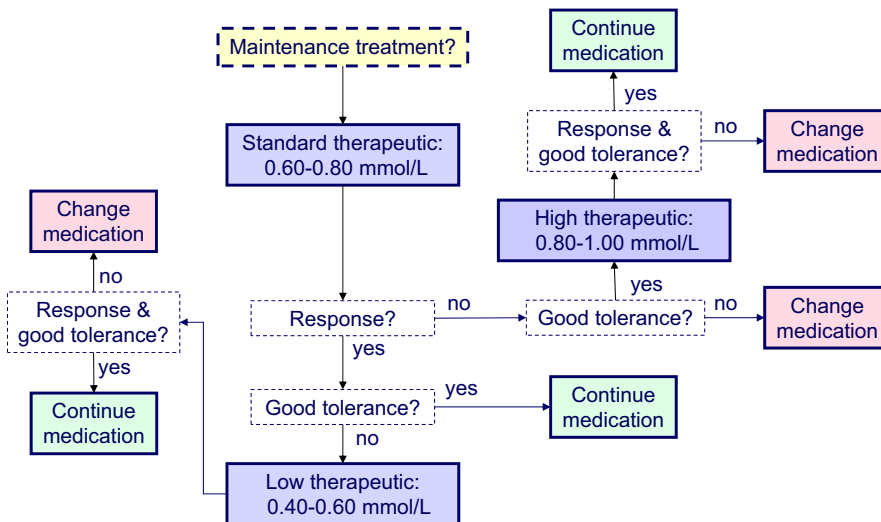 Maintenance treatment?
Standard therapeutic:
0.60-0.80 mmol/L
Response?
no
Good tolerance?
no
Change
medication
yes
High therapeutic:
0.80-1.00 mmol/L
Response &
good tolerance?
no
Change
medication
yes
Continue
medication
yes
Good tolerance?
yes
Continue
medication
no
Low therapeutic:
0.40-0.60 mmol/L
Response &
good tolerance?
no
Change
medication
yes
Continue
medication